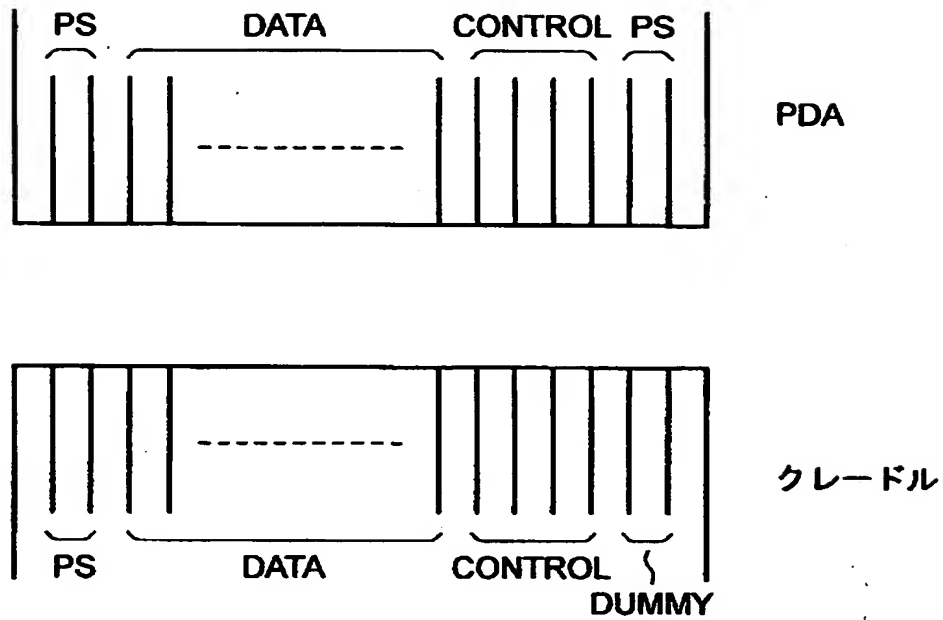 PS DATA CONTROL PS
PDA
クレードル
PS DATA CONTROL
DUMMY